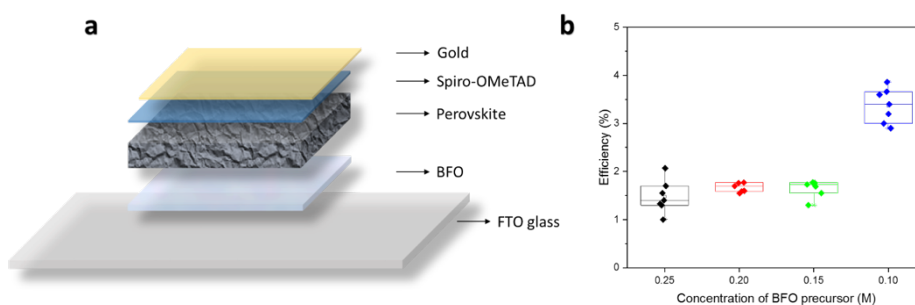 a
Gold
Spiro-OMeTAD
Perovskite
BFO
FTO glass
b
Efficiency (%)
5
4
3
2
1
0
0.25 0.20 0.15 0.10
Concentration of BFO precursor (M)